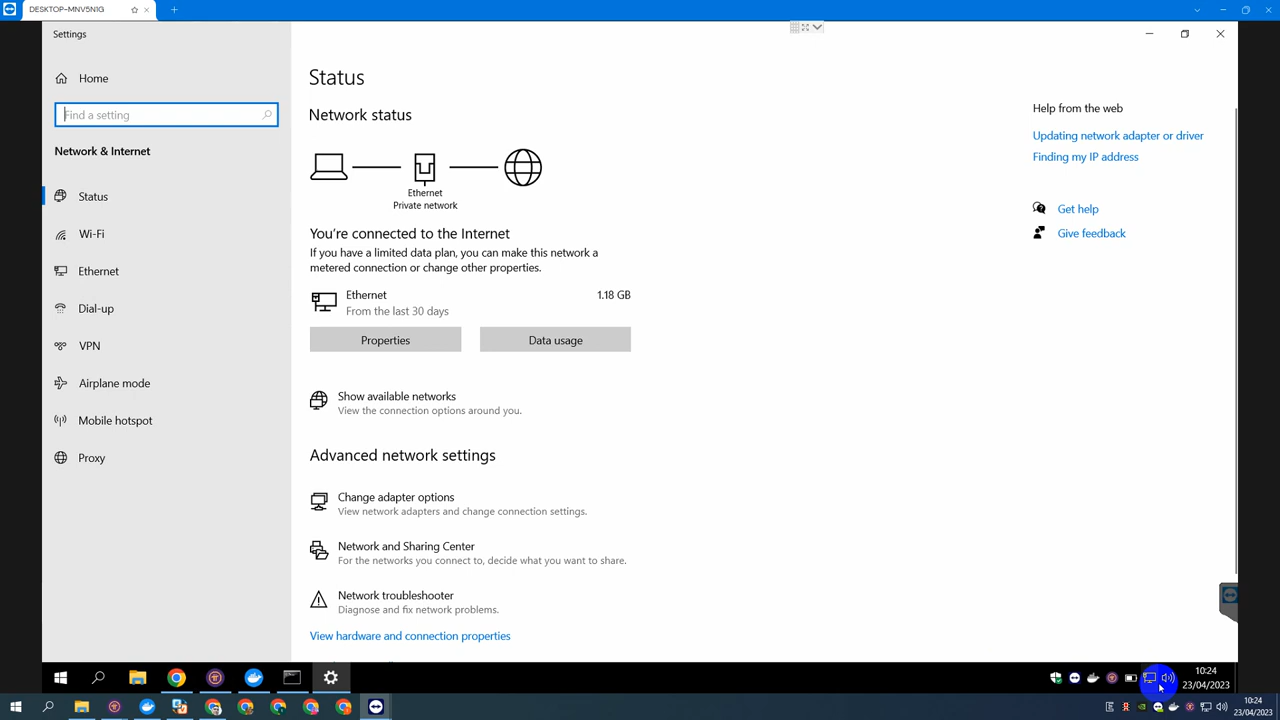 DESKTOP-MNV5NIG
Settings
Home
Find a setting
Network & Internet
Status
Wi-Fi
Ethernet
Dial-up
VPN
Airplane mode
Mobile hotspot
Proxy
Status
Network status
Ethernet
Private network
You're connected to the Internet
If you have a limited data plan, you can make this network a
metered connection or change other properties.
Ethernet
1.18 GB
From the last 30 days
Properties
Data usage
Show available networks
View the connection options around you.
Advanced network settings
Change adapter options
View network adapters and change connection settings.
Network and Sharing Center
For the networks you connect to, decide what you want to share.
Network troubleshooter
Diagnose and fix network problems.
View hardware and connection properties
Help from the web
Updating network adapter or driver
Finding my IP address
Get help
Give feedback
10:24
23/04/2023
10:24
23/04/2023